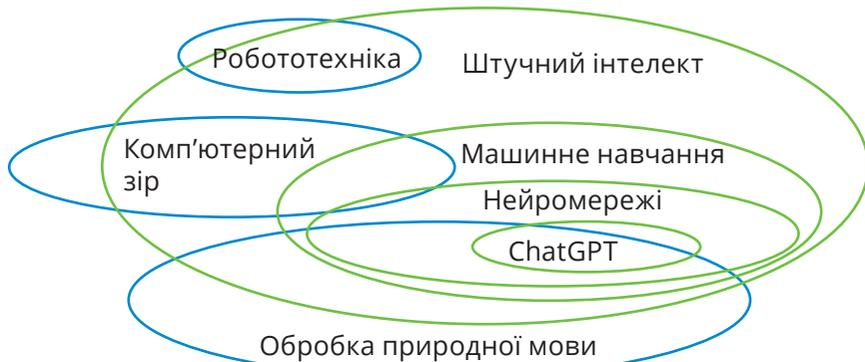 Робототехніка
Штучний інтелект
Комп’ютерний
зір
Машинне навчання
Нейромережі
ChatGPT
Обробка природної мови